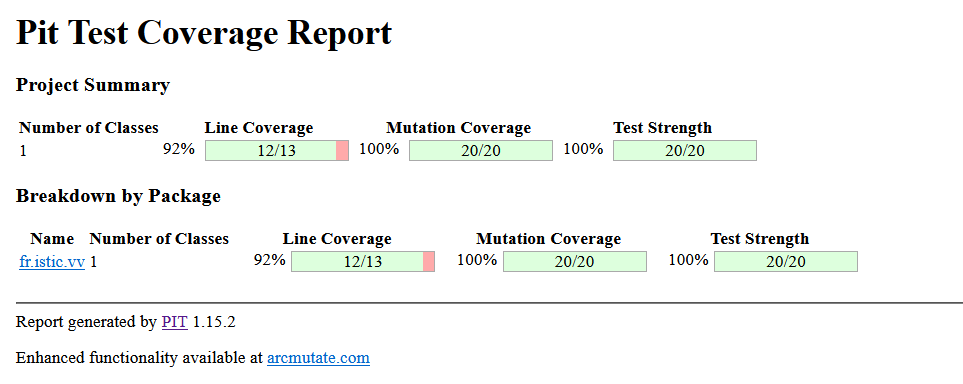 Pit Test Coverage Report
Project Summary
Number of Classes Line Coverage Mutation Coverage Test Strength
1 92% 12/13 100% 20/20 100% 20/20
Breakdown by Package
Name Number of Classes Line Coverage Mutation Coverage Test Strength
fr.istic.vv 1 92% 12/13 100% 20/20 100% 20/20
Report generated by PIT 1.15.2
Enhanced functionality available at arcmutate.com